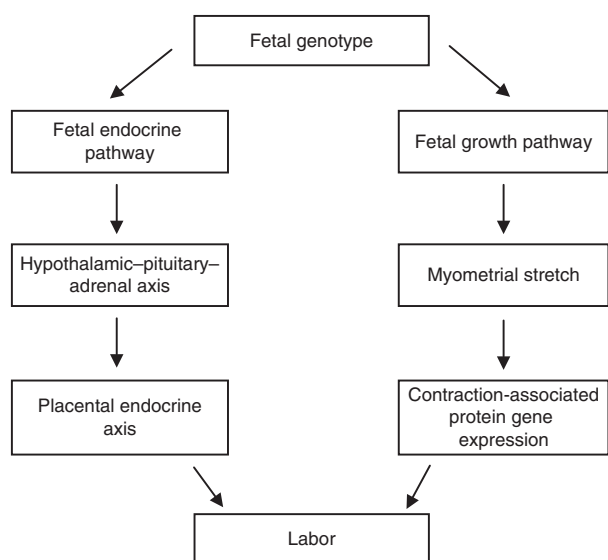 Fetal genotype
Fetal endocrine
pathway
Fetal growth pathway
Hypothalamic–pituitary–
adrenal axis
Myometrial stretch
Placental endocrine
axis
Contraction-associated
protein gene
expression
Labor